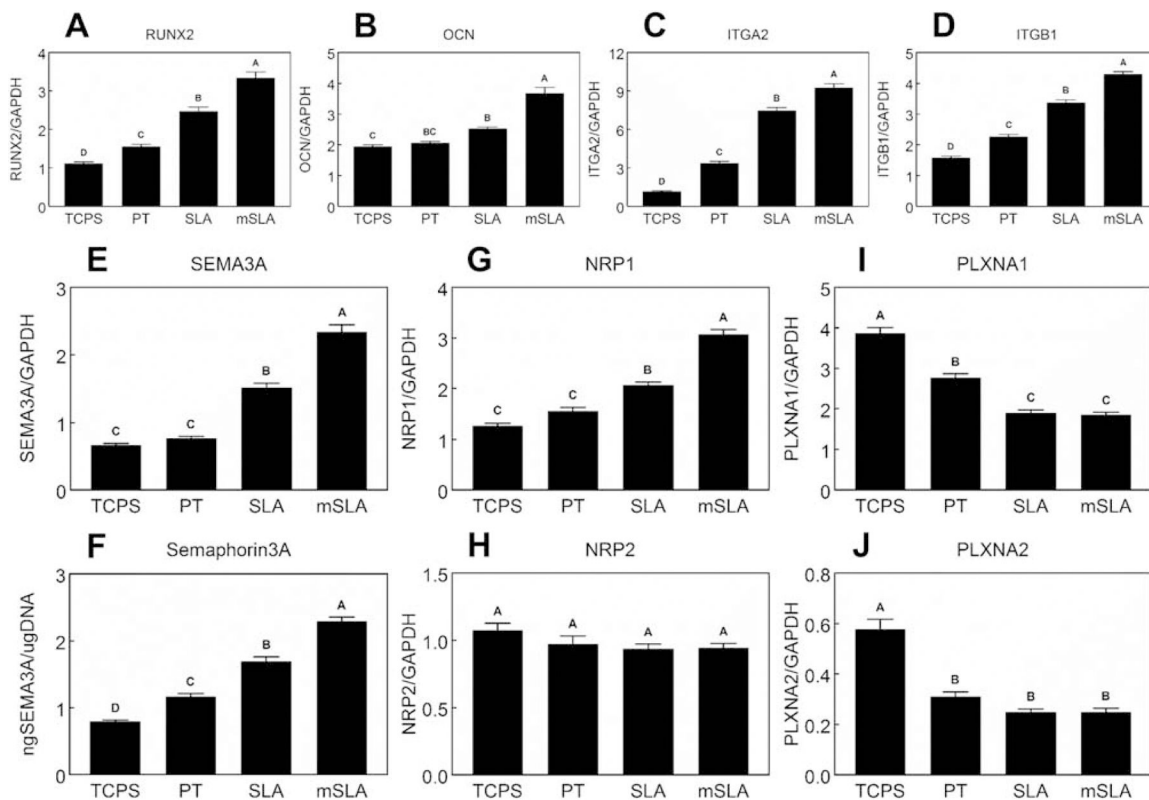 A
RUNX2
RUNX2/GAPDH
4
3
2
1
0
D
C
B
A
TCPS PT SLA mSLA
B
OCN
OCN/GAPDH
5
4
3
2
1
0
C
BC
B
A
TCPS PT SLA mSLA
C
ITGA2
ITGA2/GAPDH
12
9
6
3
0
D
C
B
A
TCPS PT SLA mSLA
D
ITGB1
ITGB1/GAPDH
5
4
3
2
1
0
D
C
B
A
TCPS PT SLA mSLA
E
SEMA3A
SEMA3A/GAPDH
3
2
1
0
C
C
B
A
TCPS PT SLA mSLA
G
NRP1
NRP1/GAPDH
4
3
2
1
0
C
C
B
A
TCPS PT SLA mSLA
I
PLXNA1
PLXNA1/GAPDH
5
4
3
2
1
0
A
B
C
C
TCPS PT SLA mSLA
F
Semaphorin3A
ngSEMA3A/ugDNA
3
2
1
0
D
C
B
A
TCPS PT SLA mSLA
H
NRP2
NRP2/GAPDH
1.5
1.0
0.5
0.0
A
A
A
A
TCPS PT SLA mSLA
J
PLXNA2
PLXNA2/GAPDH
0.8
0.6
0.4
0.2
0.0
A
B
B
B
TCPS PT SLA mSLA